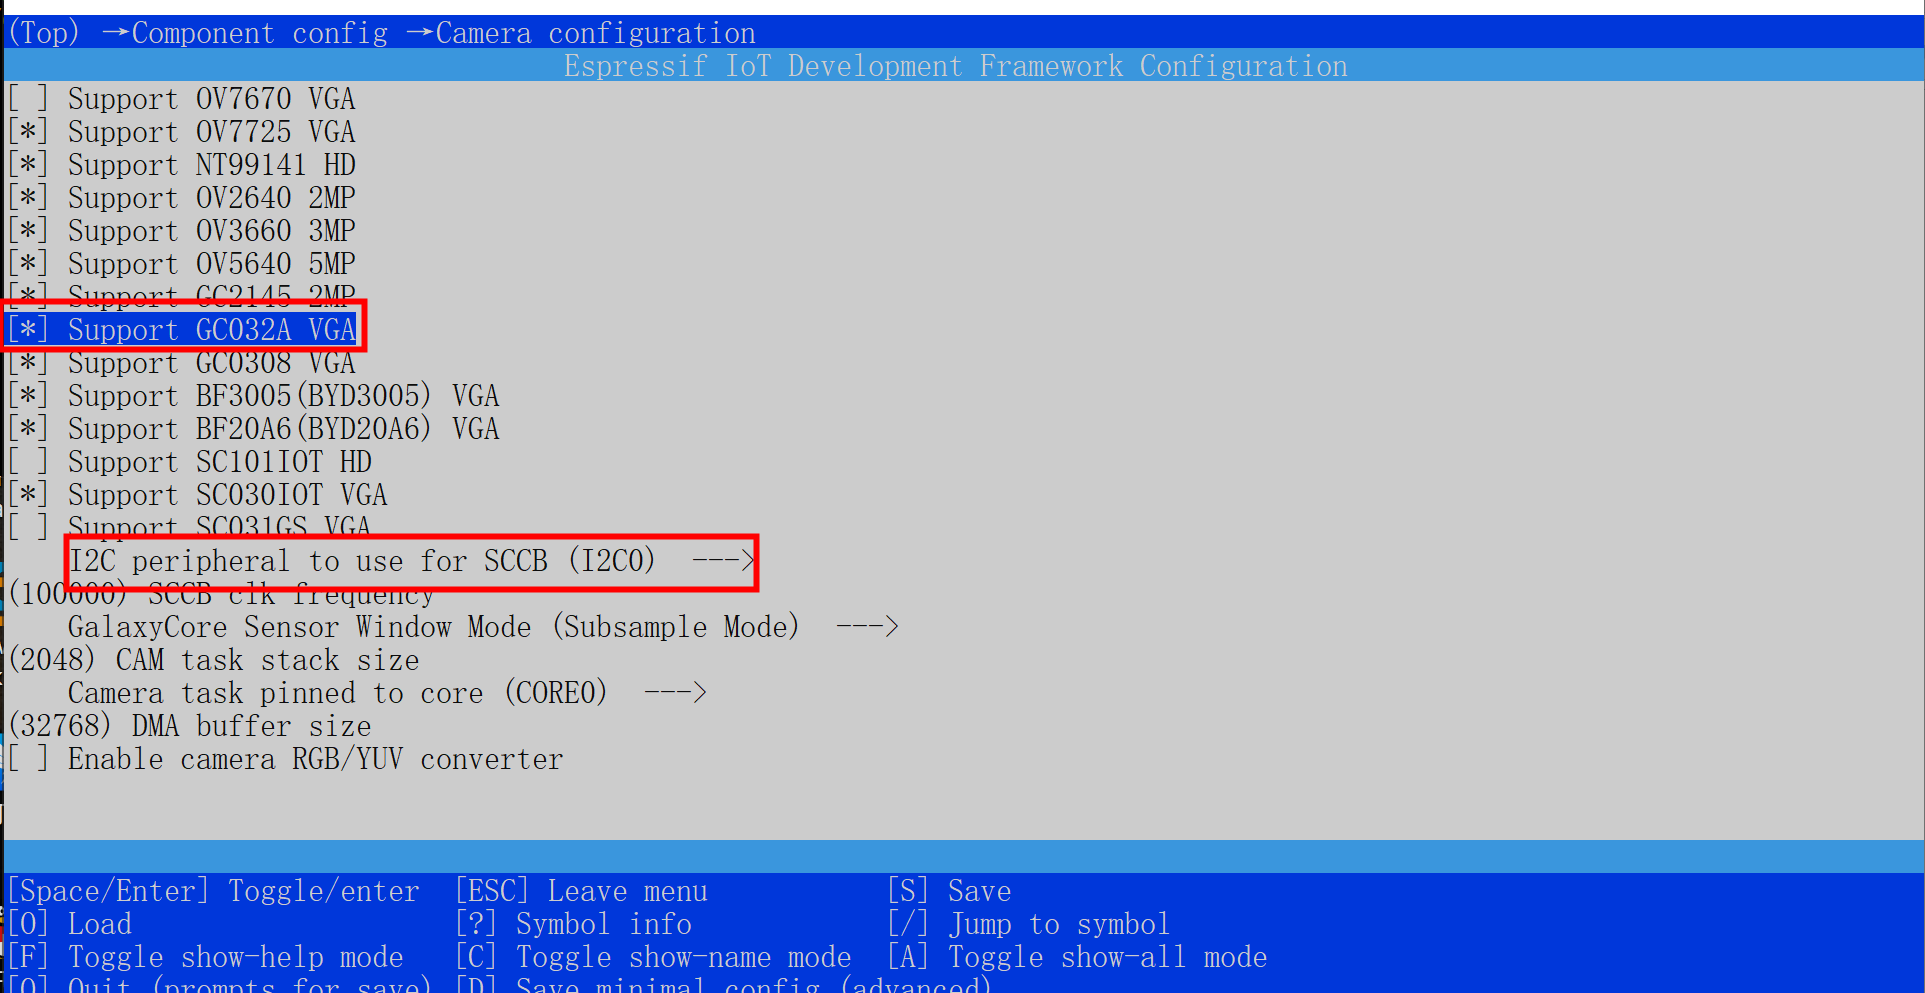 (Top) →Component config →Camera configuration
Espressif IoT Development Framework Configuration
[ ] Support OV7670 VGA
[*] Support OV7725 VGA
[*] Support NT99141 HD
[*] Support OV2640 2MP
[*] Support OV3660 3MP
[*] Support OV5640 5MP
[*] Support GC2145 2MP
[*] Support GC032A VGA
[*] Support GC0308 VGA
[*] Support BF3005(BYD3005) VGA
[*] Support BF20A6(BYD20A6) VGA
[ ] Support SC101IOT HD
[*] Support SC030IOT VGA
[ ] Support SC031GS VGA
I2C peripheral to use for SCCB (I2C0) --->
(100000) SCCB clk frequency
GalaxyCore Sensor Window Mode (Subsample Mode) --->
(2048) CAM task stack size
Camera task pinned to core (CORE0) --->
(32768) DMA buffer size
[ ] Enable camera RGB/YUV converter
[Space/Enter] Toggle/enter [ESC] Leave menu [S] Save
[O] Load [?] Symbol info [/] Jump to symbol
[F] Toggle show-help mode [C] Toggle show-name mode [A] Toggle show-all mode
[Q] Quit (prompts for save) [D] Save minimal config (advanced)